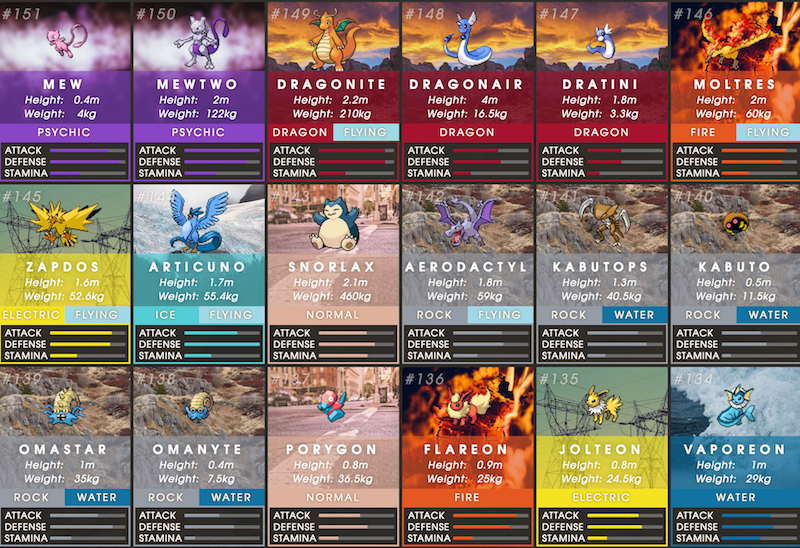 #151
MEW
Height: 0.4m
Weight: 4kg
PSYCHIC
ATTACK
DEFENSE
STAMINA
#150
MEWTWO
Height: 2m
Weight: 122kg
PSYCHIC
ATTACK
DEFENSE
STAMINA
#149
DRAGONITE
Height: 2.2m
Weight: 210kg
DRAGON FLYING
ATTACK
DEFENSE
STAMINA
#148
DRAGONAIR
Height: 4m
Weight: 16.5kg
DRAGON
ATTACK
DEFENSE
STAMINA
#147
DRATINI
Height: 1.8m
Weight: 3.3kg
DRAGON
ATTACK
DEFENSE
STAMINA
#146
MOLTRES
Height: 2m
Weight: 60kg
FIRE FLYING
ATTACK
DEFENSE
STAMINA
#145
ZAPDOS
Height: 1.6m
Weight: 52.6kg
ELECTRIC FLYING
ATTACK
DEFENSE
STAMINA
ARTICUNO
Height: 1.7m
Weight: 55.4kg
ICE FLYING
ATTACK
DEFENSE
STAMINA
#143
SNORLAX
Height: 2.1m
Weight: 460kg
NORMAL
ATTACK
DEFENSE
STAMINA
AERODACTYL
Height: 1.8m
Weight: 59kg
ROCK FLYING
ATTACK
DEFENSE
STAMINA
KABUTOPS
Height: 1.3m
Weight: 40.5kg
ROCK WATER
ATTACK
DEFENSE
STAMINA
#140
KABUTO
Height: 0.5m
Weight: 11.5kg
ROCK WATER
ATTACK
DEFENSE
STAMINA
#139
OMASTAR
Height: 1m
Weight: 35kg
ROCK WATER
ATTACK
DEFENSE
STAMINA
#138
OMANYTE
Height: 0.4m
Weight: 7.5kg
ROCK WATER
ATTACK
DEFENSE
STAMINA
#137
PORYGON
Height: 0.8m
Weight: 36.5kg
NORMAL
ATTACK
DEFENSE
STAMINA
#136
FLAREON
Height: 0.9m
Weight: 25kg
FIRE
ATTACK
DEFENSE
STAMINA
#135
JOLTEON
Height: 0.8m
Weight: 24.5kg
ELECTRIC
ATTACK
DEFENSE
STAMINA
#134
VAPOREON
Height: 1m
Weight: 29kg
WATER
ATTACK
DEFENSE
STAMINA